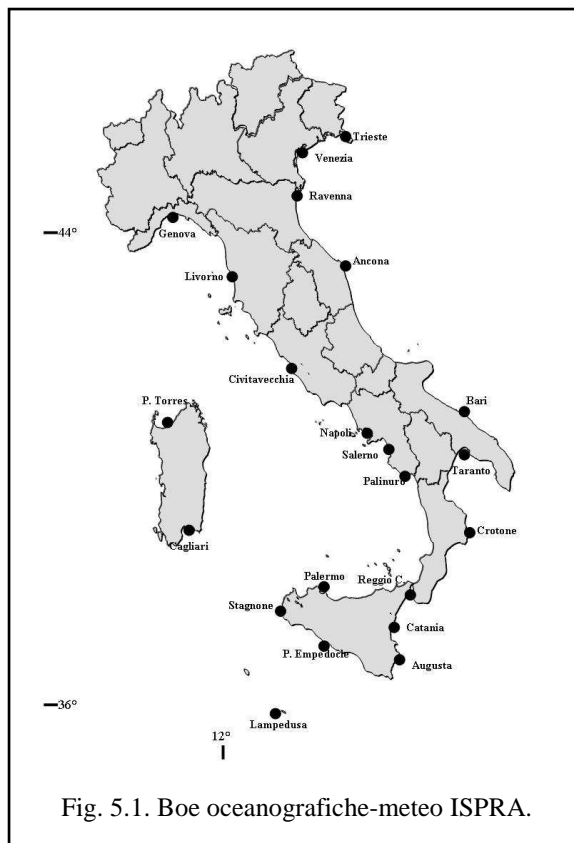 Trieste
Venezia
Ravenna
Genova
44°
Ancona
Livorno
Civitavecchia
P. Torres
Bari
Napoli
Salerno
Taranto
Palinuro
Crotone
Cagliari
Palermo
Reggio C.
Stagnone
Catania
P. Empedocle
Augusta
36°
Lampedusa
12°
Fig. 5.1. Boe oceanografiche-meteo ISPRA.